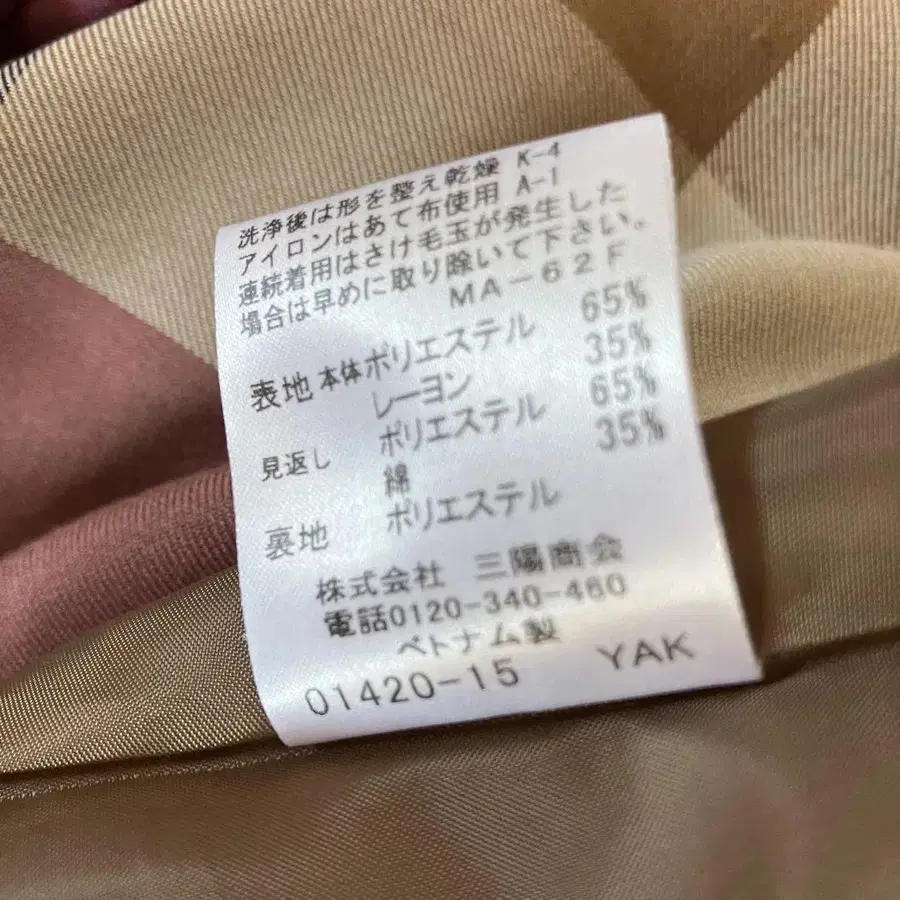 洗浄後は形を整え乾燥 K-4
アイロンはあて布使用 A-1
連続着用はさけ毛玉が発生した
場合は早めに取り除いて下さい。
MA-62F
表地 本体 ポリエステル 65%
レーヨン 35%
見返し ポリエステル 65%
綿 35%
裏地 ポリエステル
株式会社 三陽商会
電話0120-340-460
ベトナム製
01420-15 YAK